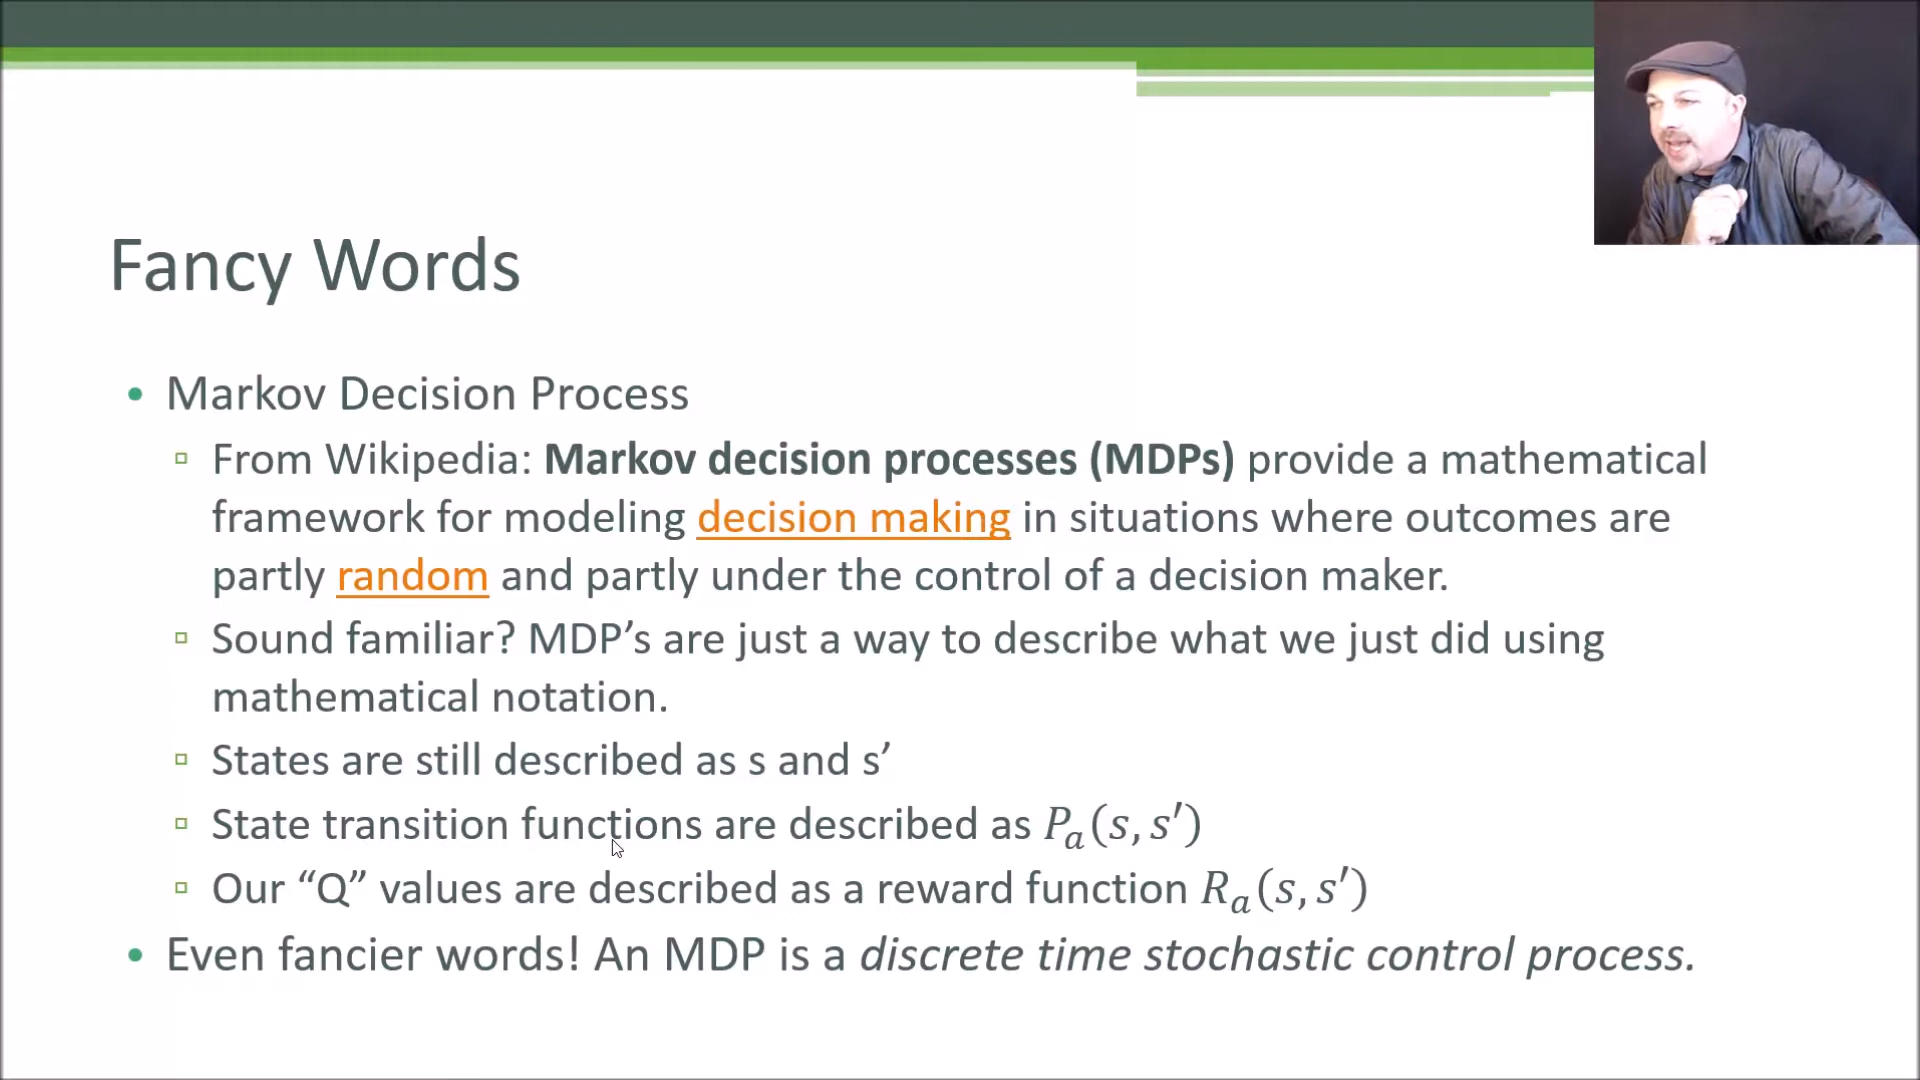 Fancy Words
• Markov Decision Process
▫ From Wikipedia: Markov decision processes (MDPs) provide a mathematical
framework for modeling decision making in situations where outcomes are
partly random and partly under the control of a decision maker.
▫ Sound familiar? MDP’s are just a way to describe what we just did using
mathematical notation.
▫ States are still described as s and s’
▫ State transition functions are described as Pₐ(s, s′)
▫ Our “Q” values are described as a reward function Rₐ(s, s′)
• Even fancier words! An MDP is a discrete time stochastic control process.